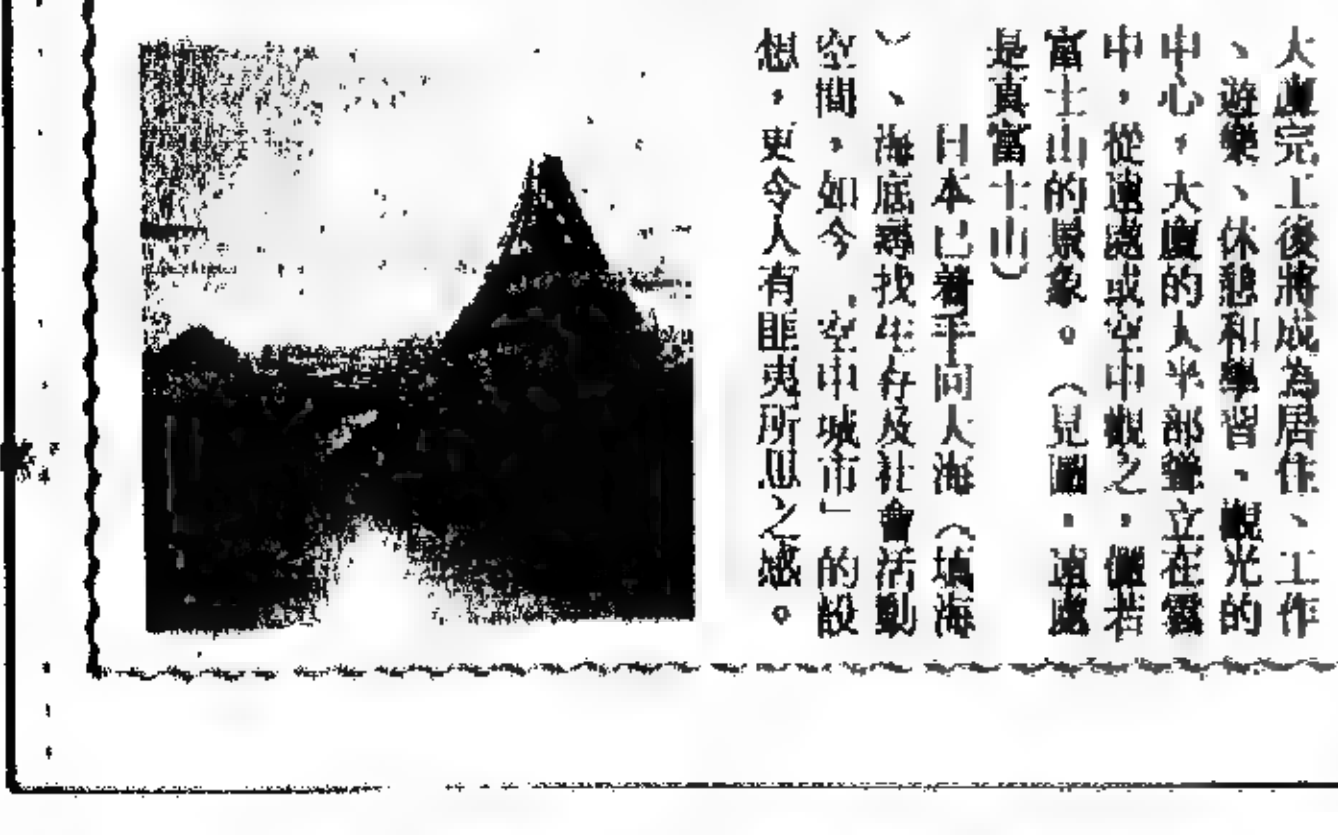 大廈完工後將成為居住、工作
、遊樂、休憩和學習、觀光的
中心，大廈的大半部聳立在雲
中，從遠處或空中觀之，儼若
富士山的景象。（見圖，遠處
是真富士山）
日本已着手向大海（填海
）、海底尋找生存及社會活動
空間，如今「空中城市」的設
想，更令人有匪夷所思之感。